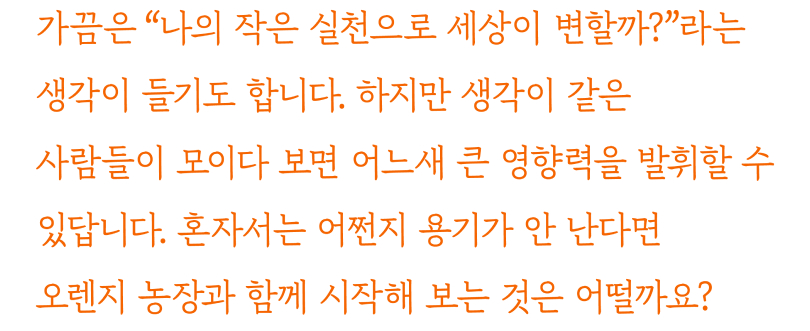 가끔은 “나의 작은 실천으로 세상이 변할까?”라는
생각이 들기도 합니다. 하지만 생각이 같은
사람들이 모이다 보면 어느새 큰 영향력을 발휘할 수
있답니다. 혼자서는 어쩐지 용기가 안 난다면
오렌지 농장과 함께 시작해 보는 것은 어떨까요?